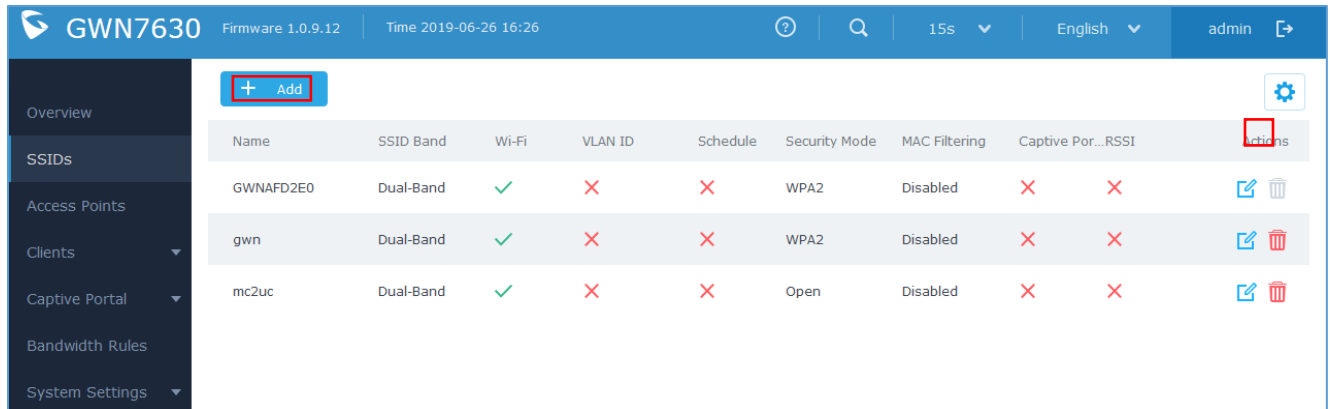 GWN7630 Firmware 1.0.9.12 Time 2019-06-26 16:26 15s English admin
Add
Overview
SSIDs
Access Points
Clients
Captive Portal
Bandwidth Rules
System Settings
Name SSID Band Wi-Fi VLAN ID Schedule Security Mode MAC Filtering Captive Por...RSSI Actions
GWNAFD2E0 Dual-Band WPA2 Disabled
gwn Dual-Band WPA2 Disabled
mc2uc Dual-Band Open Disabled